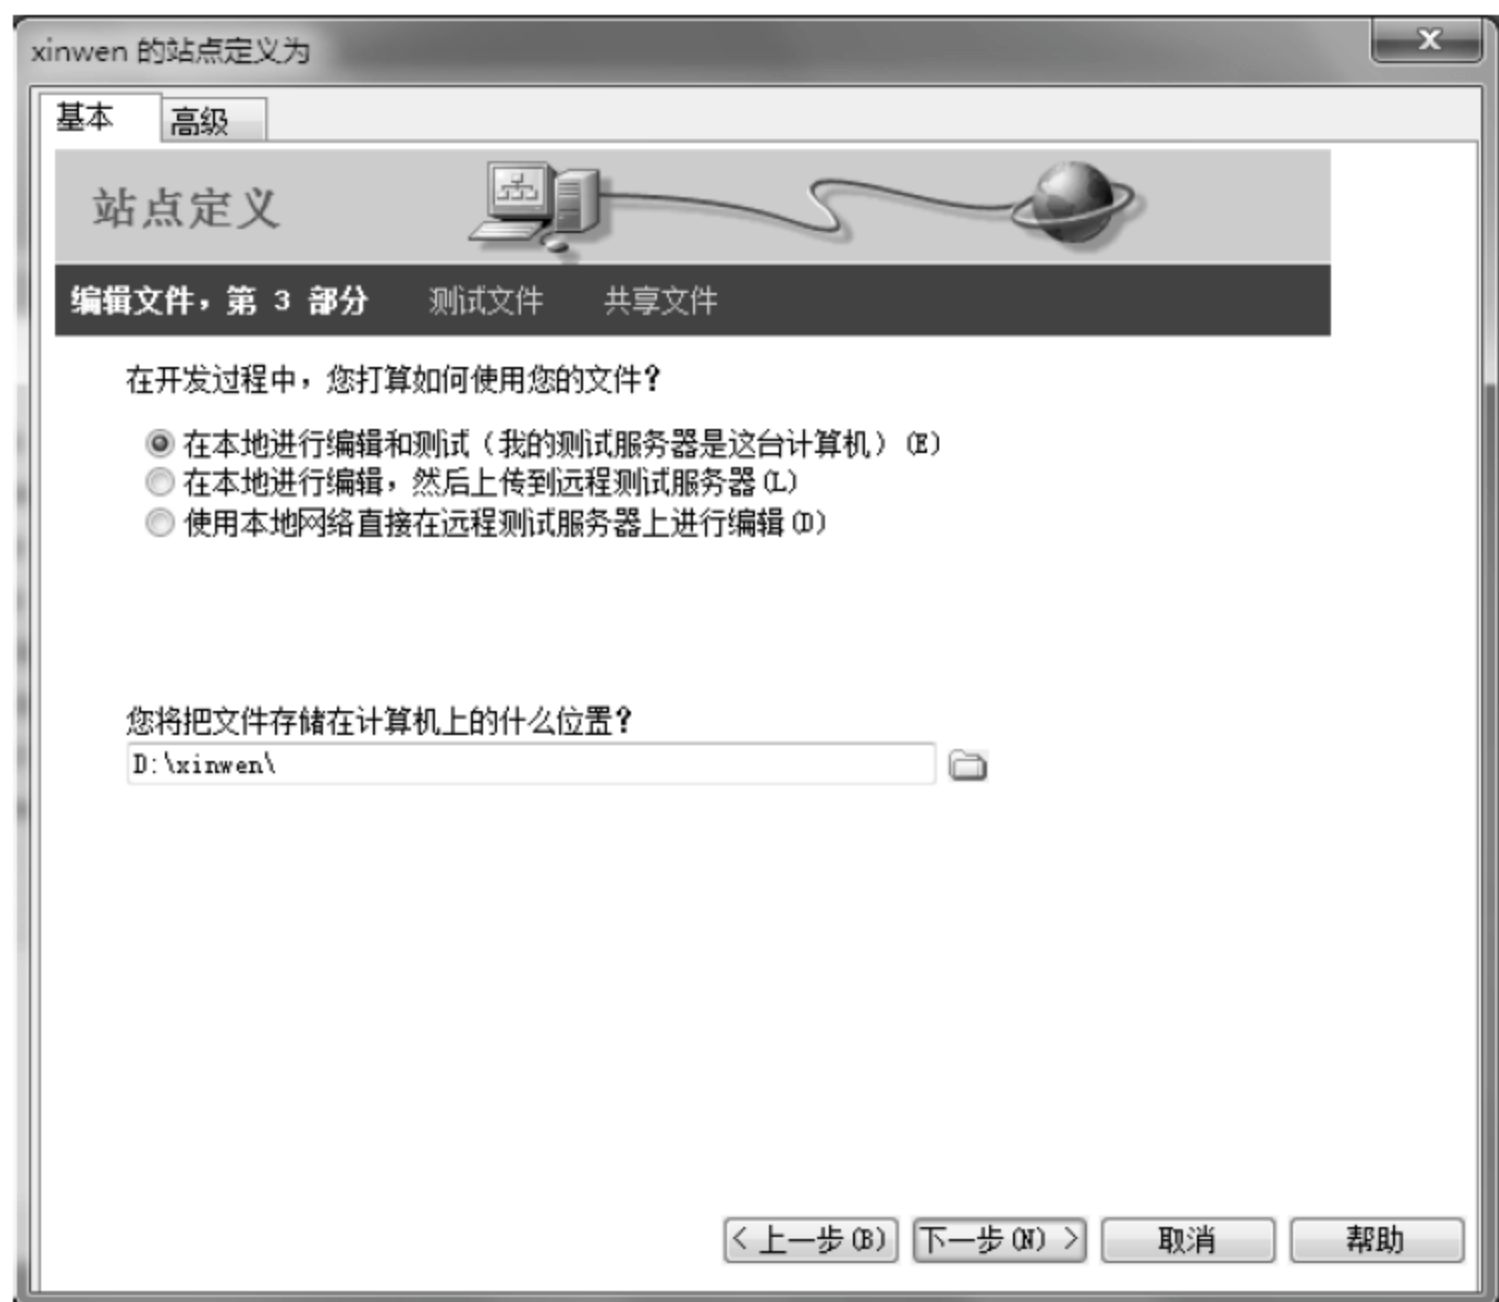 xinwen 的站点定义为
基本 高级
站点定义
编辑文件，第 3 部分 测试文件 共享文件
在开发过程中，您打算如何使用您的文件？
在本地进行编辑和测试（我的测试服务器是这台计算机）(E)
在本地进行编辑，然后上传到远程测试服务器(L)
使用本地网络直接在远程测试服务器上进行编辑(D)
您将把文件存储在计算机上的什么位置？
D:\xinwen\
< 上一步(B) 下一步(N) > 取消 帮助